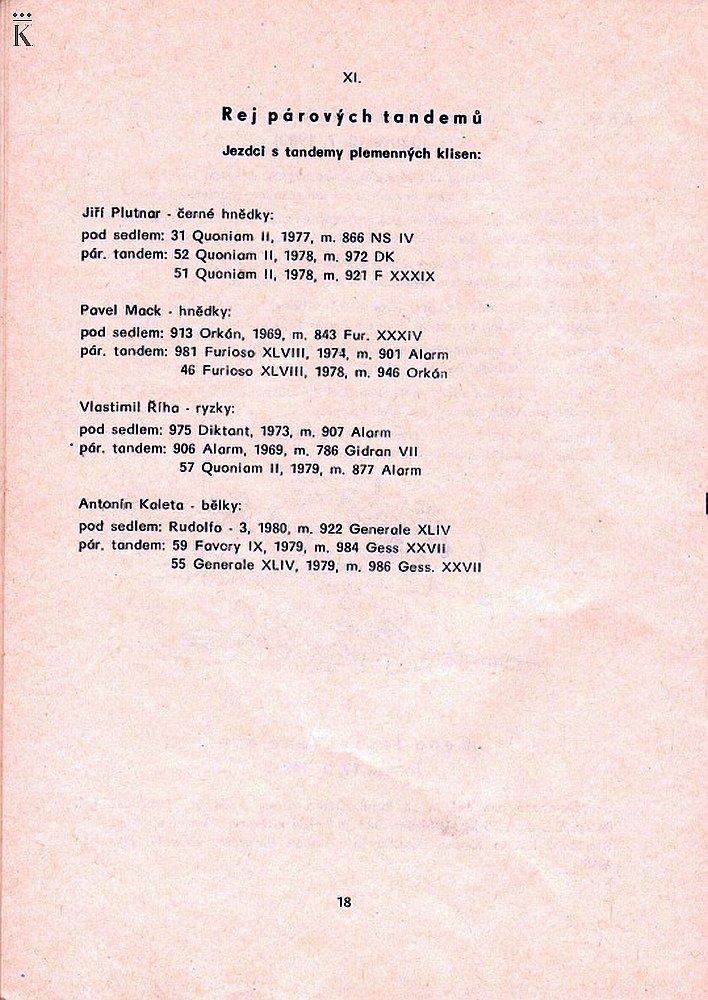 K
XI.
Rej párových tandemů
Jezdci s tandemy plemenných klisen:
Jiří Plutnar - černé hnědky:
pod sedlem: 31 Quoniam II, 1977, m. 866 NS IV
pár. tandem: 52 Quoniam II, 1978, m. 972 DK
51 Quoniam II, 1978, m. 921 F XXXIX
Pavel Mack - hnědky:
pod sedlem: 913 Orkán, 1969, m. 843 Fur. XXXIV
pár. tandem: 981 Furioso XLVIII, 1974, m. 901 Alarm
46 Furioso XLVIII, 1978, m. 946 Orkán
Vlastimil Říha - ryzky:
pod sedlem: 975 Diktant, 1973, m. 907 Alarm
pár. tandem: 906 Alarm, 1969, m. 786 Gidran VII
57 Quoniam II, 1979, m. 877 Alarm
Antonín Kaleta - bělky:
pod sedlem: Rudolfo - 3, 1980, m. 922 Generale XLIV
pár. tandem: 59 Favory IX, 1979, m. 984 Gess XXVII
55 Generale XLIV, 1979, m. 986 Gess. XXVII
18